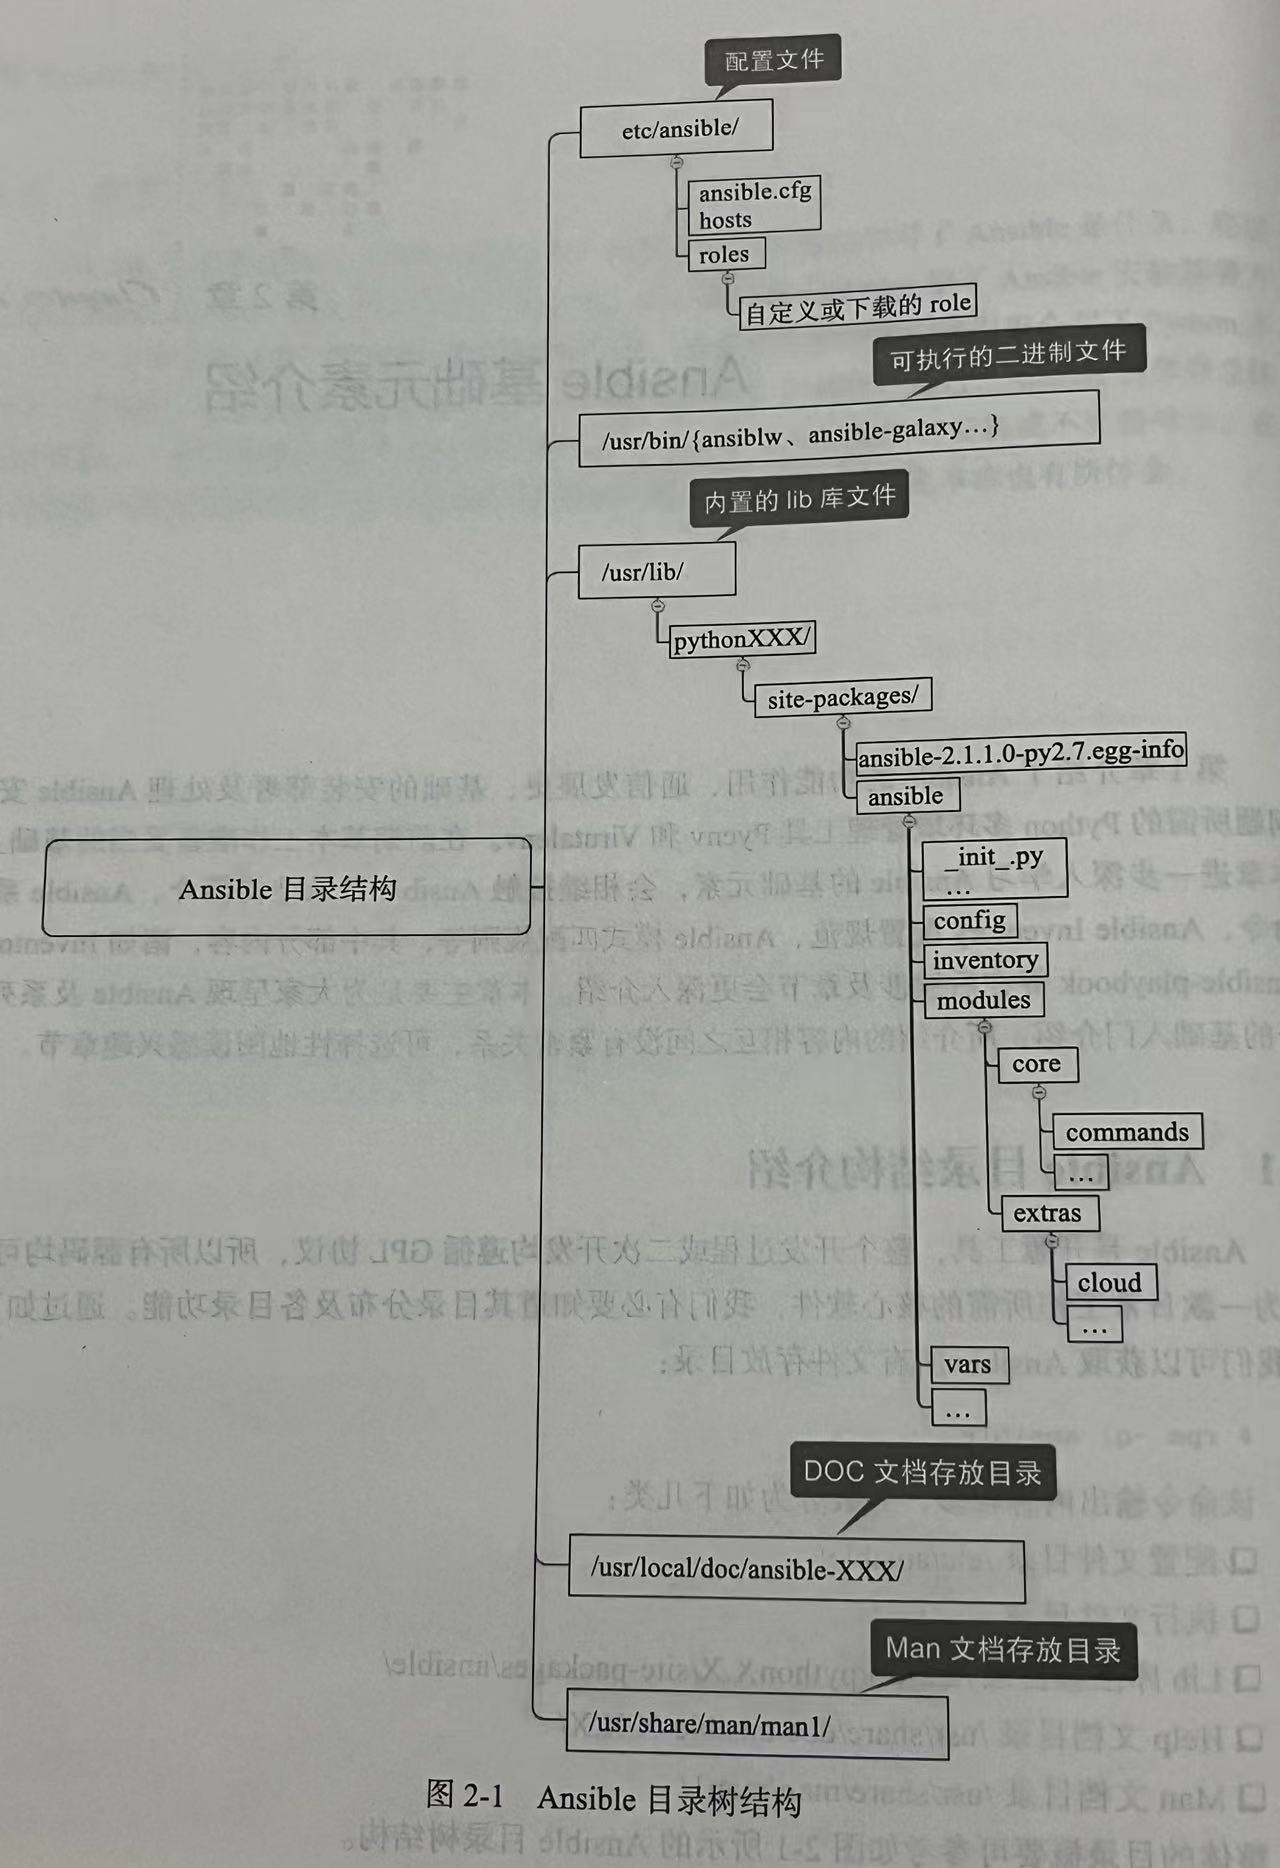 配置文件
etc/ansible/
ansible.cfg
hosts
roles
自定义或下载的 role
可执行的二进制文件
/usr/bin/{ansiblw、ansible-galaxy…}
内置的 lib 库文件
/usr/lib/
pythonXXX/
site-packages/
ansible-2.1.1.0-py2.7.egg-info
ansible
_init_.py
…
config
inventory
modules
core
commands
…
extras
cloud
…
vars
…
Ansible 目录结构
DOC 文档存放目录
/usr/local/doc/ansible-XXX/
Man 文档存放目录
/usr/share/man/man1/
图 2-1 Ansible 目录树结构